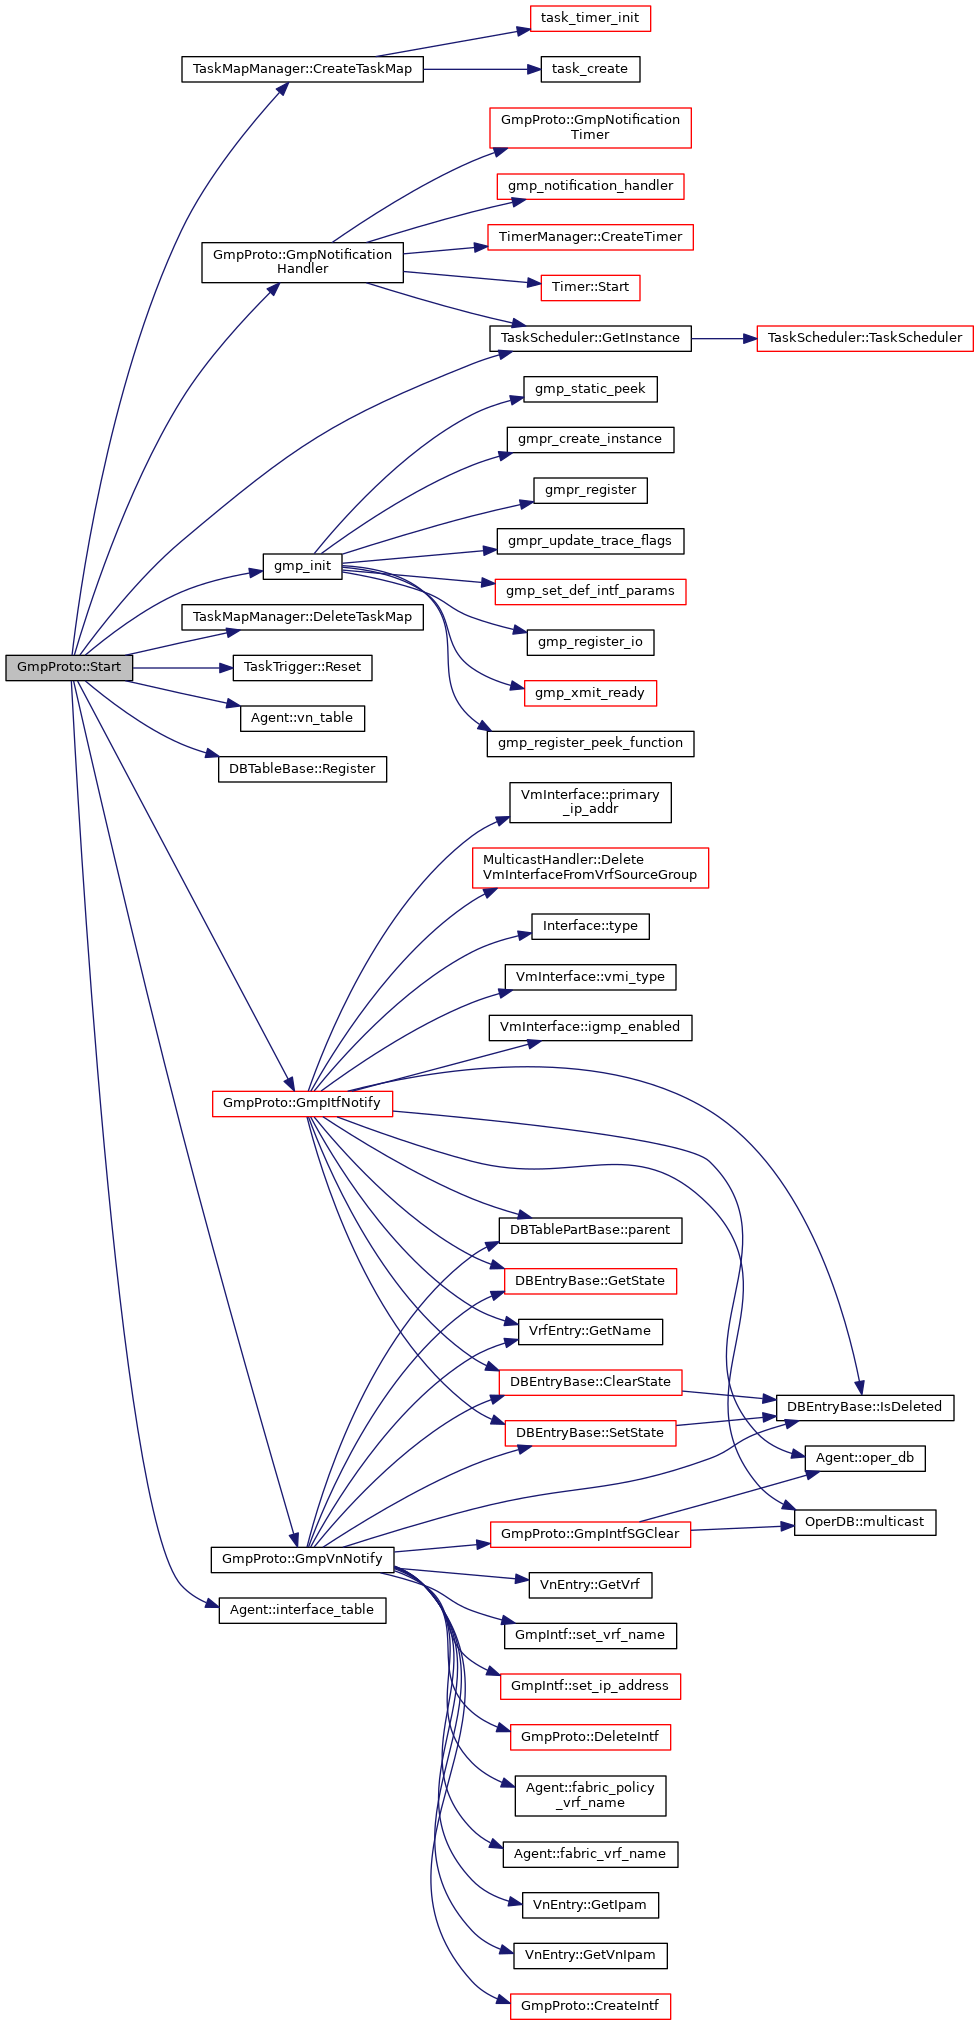 task_timer_init
TaskMapManager::CreateTaskMap
task_create
GmpProto::GmpNotification
Timer
gmp_notification_handler
TimerManager::CreateTimer
GmpProto::GmpNotification
Handler
Timer::Start
TaskScheduler::GetInstance
TaskScheduler::TaskScheduler
gmp_static_peek
gmpr_create_instance
gmpr_register
gmpr_update_trace_flags
gmp_init
gmp_set_def_intf_params
TaskMapManager::DeleteTaskMap
gmp_register_io
GmpProto::Start
TaskTrigger::Reset
gmp_xmit_ready
Agent::vn_table
gmp_register_peek_function
DBTableBase::Register
VmInterface::primary
_ip_addr
MulticastHandler::Delete
VmInterfaceFromVrfSourceGroup
Interface::type
VmInterface::vmi_type
VmInterface::igmp_enabled
GmpProto::GmpItfNotify
DBTablePartBase::parent
DBEntryBase::GetState
VrfEntry::GetName
DBEntryBase::ClearState
DBEntryBase::IsDeleted
DBEntryBase::SetState
Agent::oper_db
OperDB::multicast
GmpProto::GmpIntfSGClear
GmpProto::GmpVnNotify
VnEntry::GetVrf
Agent::interface_table
GmpIntf::set_vrf_name
GmpIntf::set_ip_address
GmpProto::DeleteIntf
Agent::fabric_policy
_vrf_name
Agent::fabric_vrf_name
VnEntry::GetIpam
VnEntry::GetVnIpam
GmpProto::CreateIntf